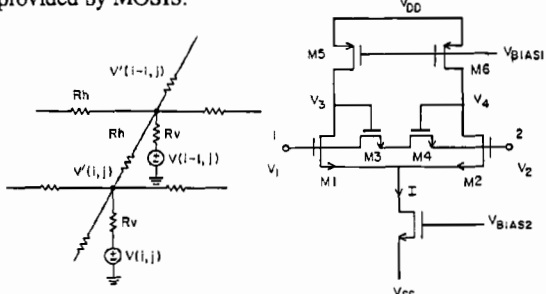 provided by MOSIS.
V'(i-1,j)
Rh
Rh
Rv
V(i-1,j)
V'(i,j)
Rv
V(i,j)
VDD
M5
M6
VBIAS1
V3
V4
1
2
M3
M4
V1
M1
M2
V2
I
VBIAS2